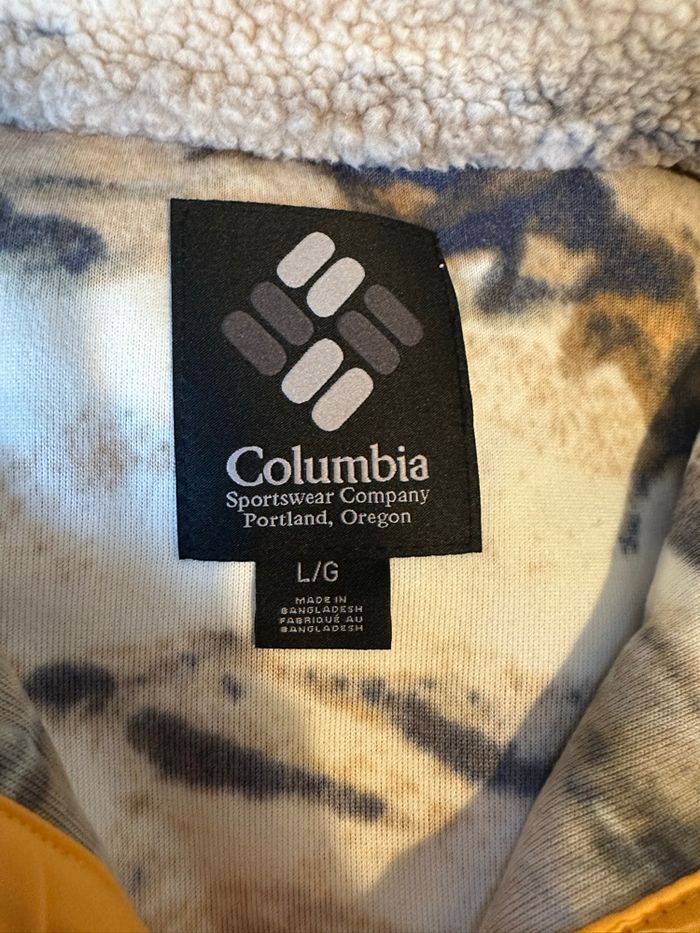 Columbia
Sportswear Company
Portland, Oregon
L/G
MADE IN
BANGLADESH
FABRIQUÉ AU
BANGLADESH